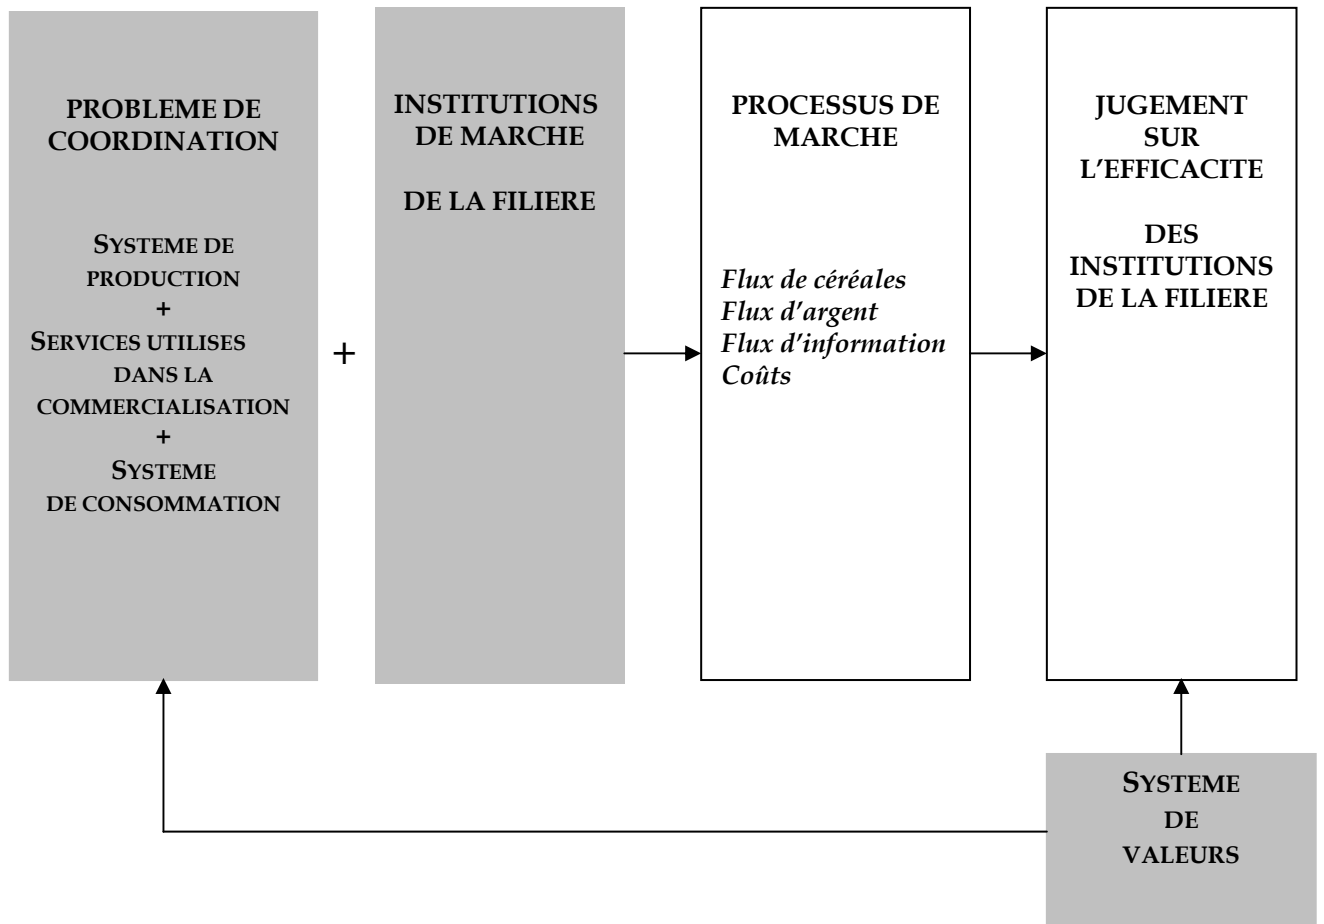 PROBLEME DE
COORDINATION
SYSTEME DE
PRODUCTION
+
SERVICES UTILISES
DANS LA
COMMERCIALISATION
+
SYSTEME
DE CONSOMMATION
+
INSTITUTIONS
DE MARCHE
DE LA FILIERE
PROCESSUS DE
MARCHE
Flux de céréales
Flux d’argent
Flux d’information
Coûts
JUGEMENT
SUR
L’EFFICACITE
DES
INSTITUTIONS
DE LA FILIERE
SYSTEME
DE
VALEURS